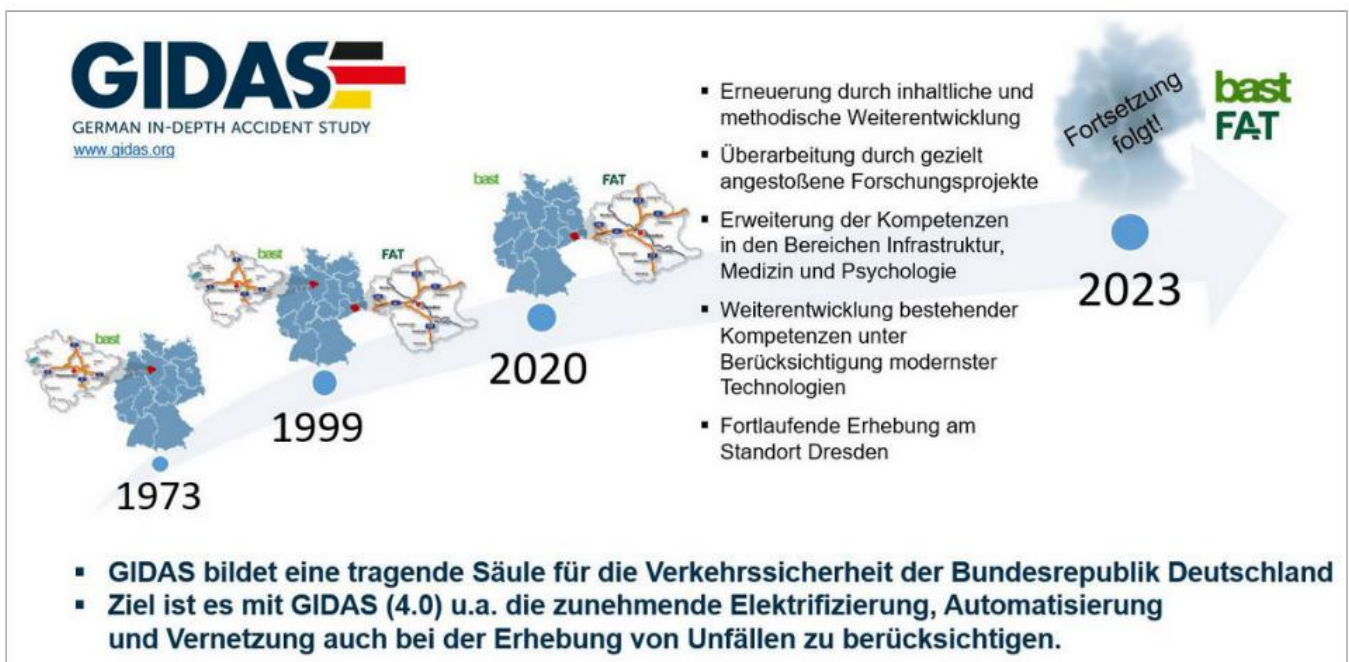 GIDAS
GERMAN IN-DEPTH ACCIDENT STUDY
www.gidas.org
▪ Erneuerung durch inhaltliche und
methodische Weiterentwicklung
▪ Überarbeitung durch gezielt
angestoßene Forschungsprojekte
▪ Erweiterung der Kompetenzen
in den Bereichen Infrastruktur,
Medizin und Psychologie
▪ Weiterentwicklung bestehender
Kompetenzen unter
Berücksichtigung modernster
Technologien
▪ Fortlaufende Erhebung am
Standort Dresden
Fortsetzung
folgt!
bast
FAT
2023
bast
FAT
2020
bast
FAT
1999
bast
1973
▪ GIDAS bildet eine tragende Säule für die Verkehrssicherheit der Bundesrepublik Deutschland
▪ Ziel ist es mit GIDAS (4.0) u.a. die zunehmende Elektrifizierung, Automatisierung
und Vernetzung auch bei der Erhebung von Unfällen zu berücksichtigen.